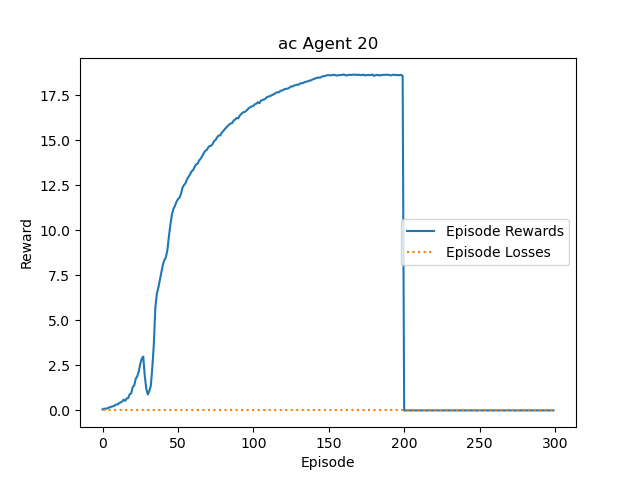 ac Agent 20
17.5
15.0
12.5
10.0
7.5
5.0
2.5
0.0
Reward
Episode Rewards
Episode Losses
0 50 100 150 200 250 300
Episode